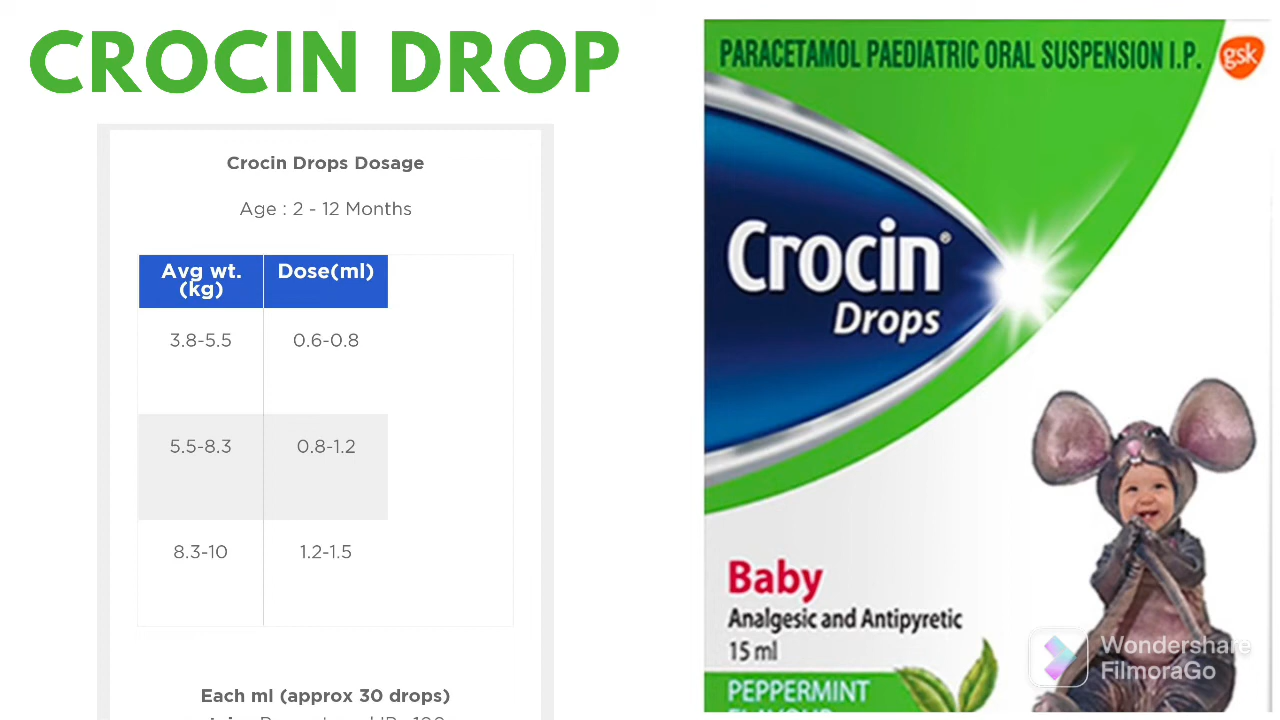 CROCIN DROP
Crocin Drops Dosage
Age : 2 - 12 Months
Avg wt. (kg)
Dose(ml)
3.8-5.5
0.6-0.8
5.5-8.3
0.8-1.2
8.3-10
1.2-1.5
Each ml (approx 30 drops)
PARACETAMOL PAEDIATRIC ORAL SUSPENSION I.P.
gsk
Crocin®
Drops
Baby
Analgesic and Antipyretic
15 ml
PEPPERMINT
Wondershare
FilmoraGo